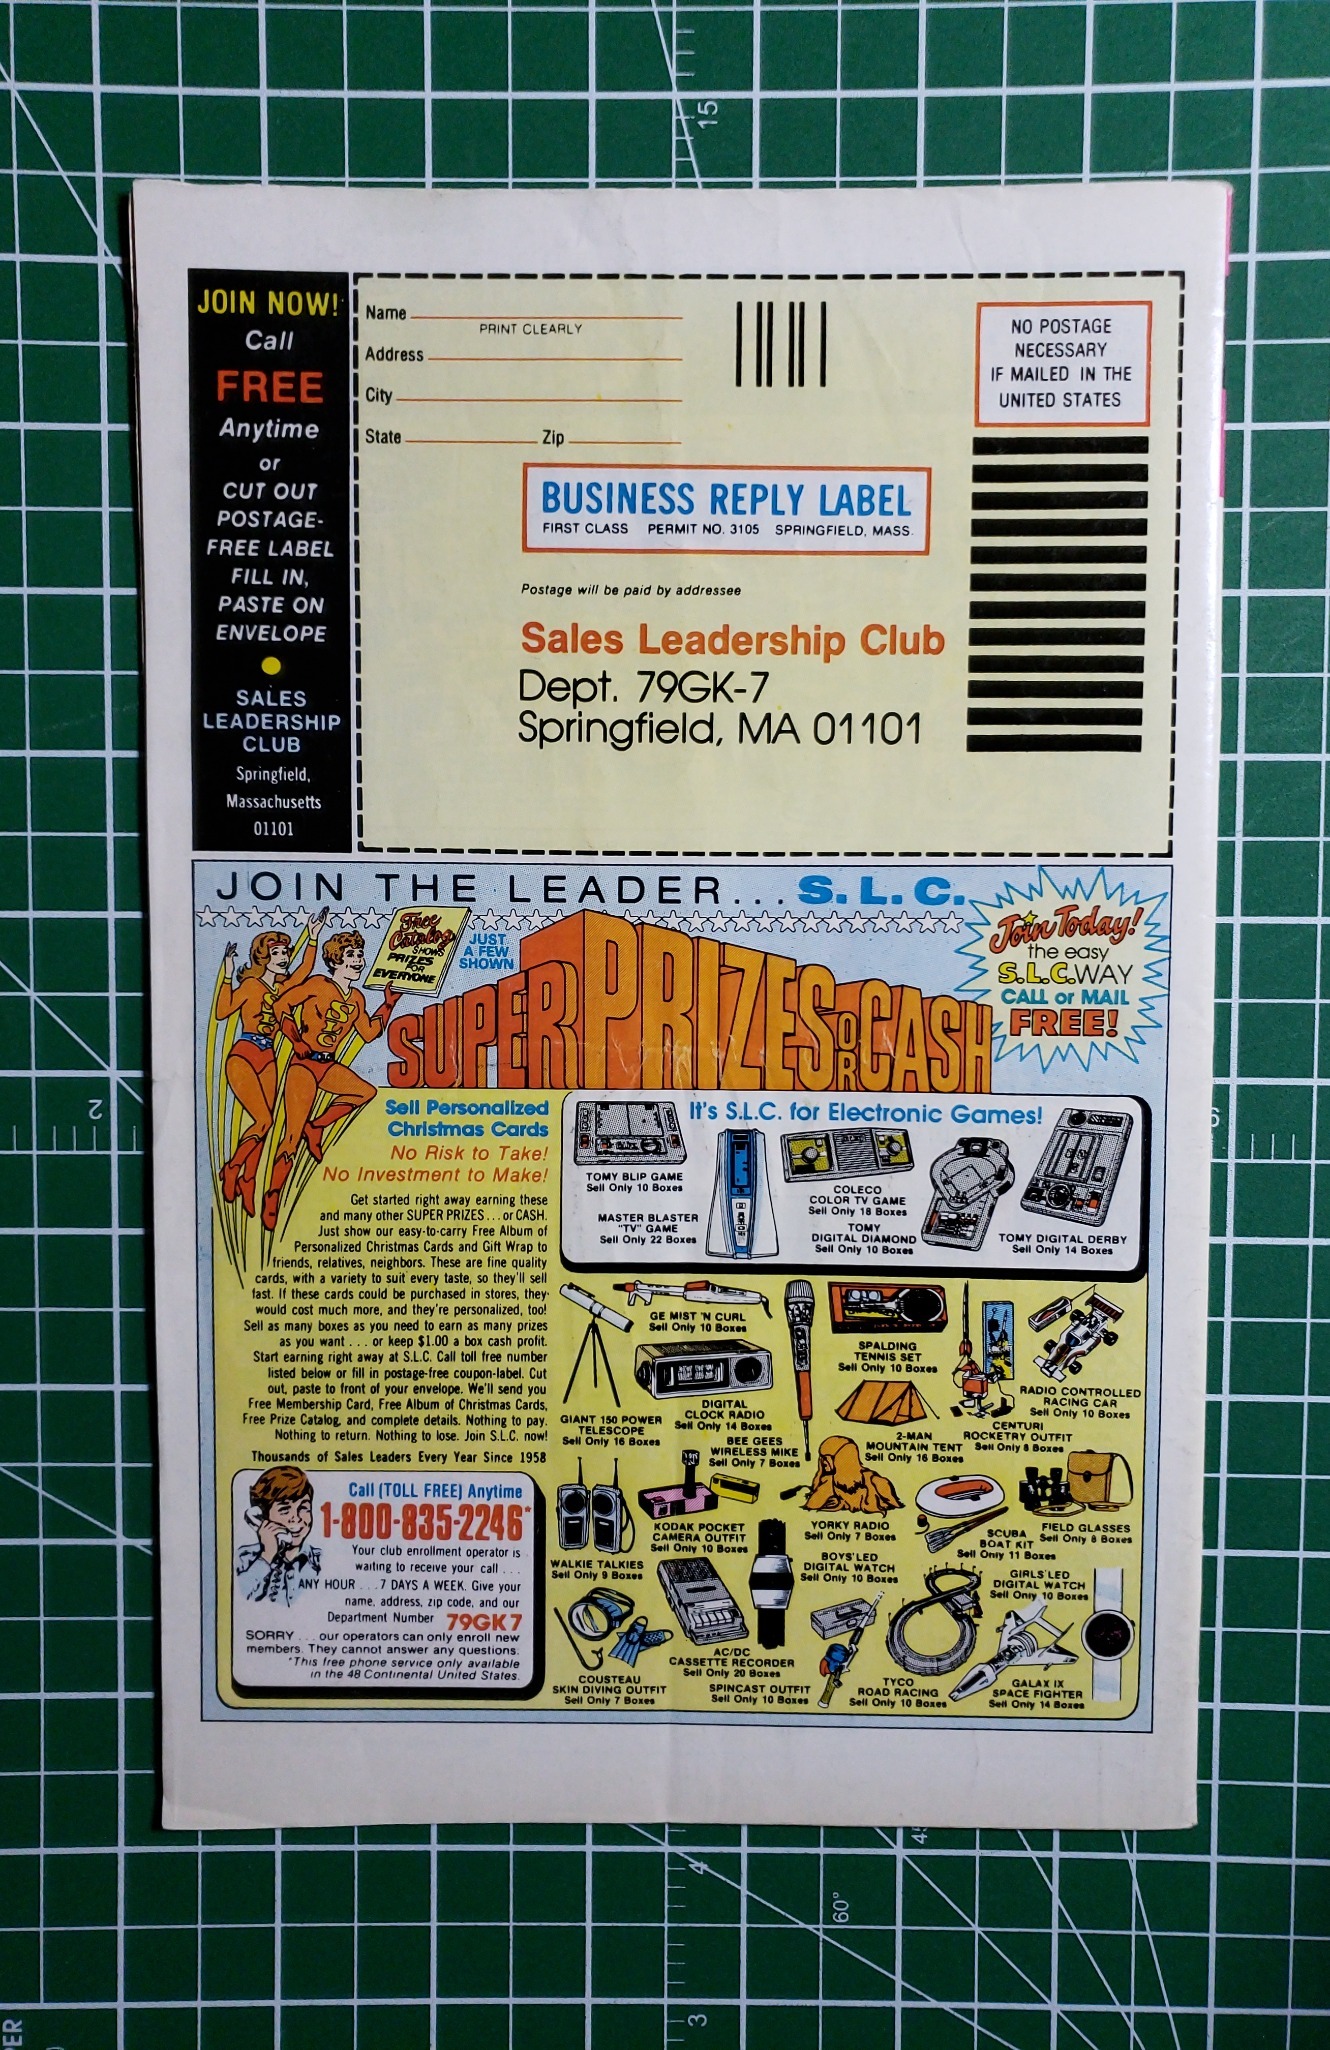 15
JOIN NOW!
Call
FREE
Anytime
or
CUT OUT
POSTAGE-
FREE LABEL
FILL IN,
PASTE ON
ENVELOPE
SALES
LEADERSHIP
CLUB
Springfield,
Massachusetts
01101
Name
PRINT CLEARLY
Address
City
State Zip
NO POSTAGE
NECESSARY
IF MAILED IN THE
UNITED STATES
BUSINESS REPLY LABEL
FIRST CLASS PERMIT NO. 3105 SPRINGFIELD, MASS.
Postage will be paid by addressee
Sales Leadership Club
Dept. 79GK-7
Springfield, MA 01101
JOIN THE LEADER... S.L.C.
Free
Catalog
SHOWS
PRIZES
FOR
EVERYONE
JUST
A FEW
SHOWN
SUPER PRIZES OR CASH
Join Today!
the easy
S.L.C. WAY
CALL or MAIL
FREE!
SLC
SLC
Sell Personalized
Christmas Cards
No Risk to Take!
No Investment to Make!
Get started right away earning these
and many other SUPER PRIZES...or CASH.
Just show our easy-to-carry Free Album of
Personalized Christmas Cards and Gift Wrap to
friends, relatives, neighbors. These are fine quality
cards, with a variety to suit every taste, so they'll sell
fast. If these cards could be purchased in stores, they
would cost much more, and they're personalized, too!
Sell as many boxes as you need to earn as many prizes
as you want . . . or keep $1.00 a box cash profit.
Start earning right away at S.L.C. Call toll free number
listed below or fill in postage-free coupon-label. Cut
out, paste to front of your envelope. We'll send you
Free Membership Card, Free Album of Christmas Cards,
Free Prize Catalog, and complete details. Nothing to pay.
Nothing to return. Nothing to lose. Join S.L.C. now!
Thousands of Sales Leaders Every Year Since 1958
Call (TOLL FREE) Anytime
1-800-835-2246*
Your club enrollment operator is
waiting to receive your call . . .
ANY HOUR . . . 7 DAYS A WEEK. Give your
name, address, zip code, and our
Department Number 79GK7
SORRY . . . our operators can only enroll new
members. They cannot answer any questions.
*This free phone service only available
in the 48 Continental United States.
It's S.L.C. for Electronic Games!
TOMY BLIP GAME
Sell Only 10 Boxes
MASTER BLASTER
"TV" GAME
Sell Only 22 Boxes
COLECO
COLOR TV GAME
Sell Only 18 Boxes
TOMY
DIGITAL DIAMOND
Sell Only 10 Boxes
TOMY DIGITAL DERBY
Sell Only 14 Boxes
GE MIST 'N CURL
Sell Only 10 Boxes
SPALDING
TENNIS SET
Sell Only 10 Boxes
RADIO CONTROLLED
RACING CAR
Sell Only 10 Boxes
GIANT 150 POWER
TELESCOPE
Sell Only 16 Boxes
DIGITAL
CLOCK RADIO
Sell Only 14 Boxes
BEE GEES
WIRELESS MIKE
Sell Only 7 Boxes
2-MAN
MOUNTAIN TENT
Sell Only 16 Boxes
CENTURI
ROCKETRY OUTFIT
Sell Only 8 Boxes
WALKIE TALKIES
Sell Only 9 Boxes
KODAK POCKET
CAMERA OUTFIT
Sell Only 10 Boxes
YORKY RADIO
Sell Only 7 Boxes
SCUBA
BOAT KIT
Sell Only 11 Boxes
FIELD GLASSES
Sell Only 8 Boxes
BOYS' LED
DIGITAL WATCH
Sell Only 10 Boxes
GIRLS' LED
DIGITAL WATCH
Sell Only 10 Boxes
COUSTEAU
SKIN DIVING OUTFIT
Sell Only 7 Boxes
AC/DC
CASSETTE RECORDER
Sell Only 20 Boxes
SPINCAST OUTFIT
Sell Only 10 Boxes
TYCO
ROAD RACING
Sell Only 10 Boxes
GALAX IX
SPACE FIGHTER
Sell Only 14 Boxes
2
4
60°
3